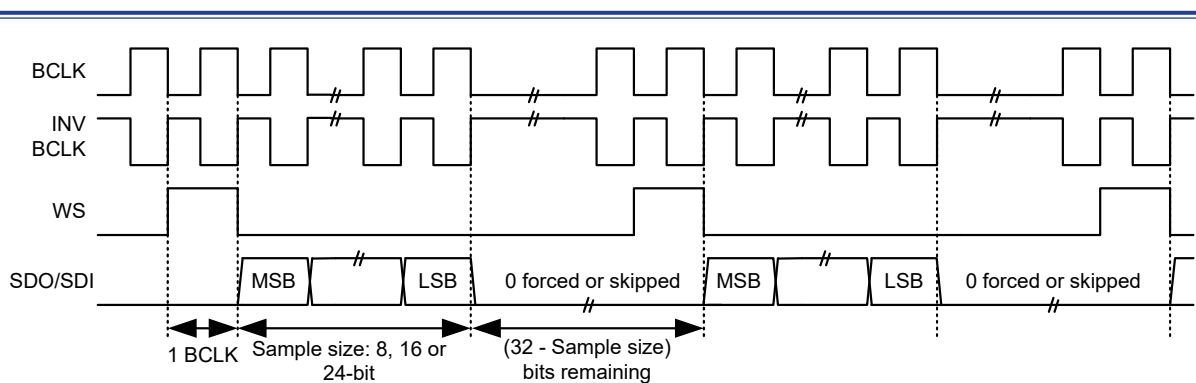 BCLK
INV
BCLK
WS
SDO/SDI
MSB
LSB
0 forced or skipped
MSB
LSB
0 forced or skipped
1 BCLK
Sample size: 8, 16 or
24-bit
(32 - Sample size)
bits remaining